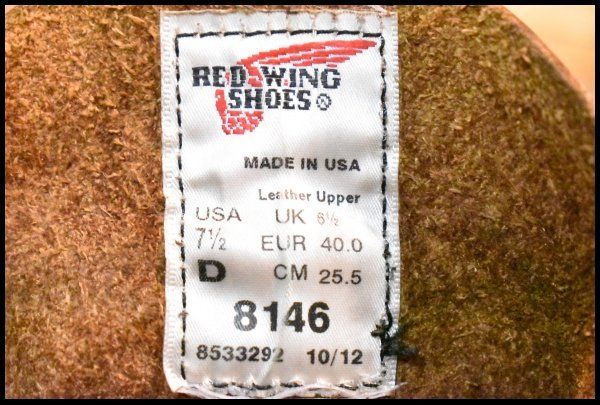 RED WING
SHOES®
MADE IN USA
Leather Upper
USA UK 6½
7½ EUR 40.0
D CM 25.5
8146
8533292 10/12